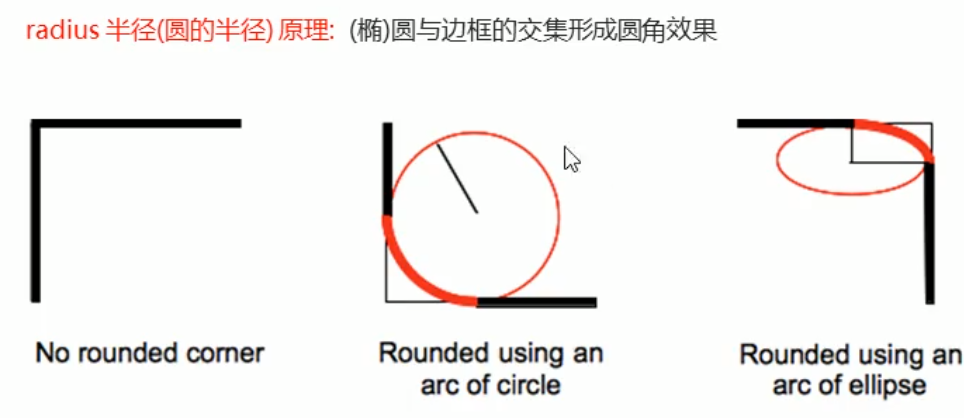 radius 半径(圆的半径) 原理: (椭)圆与边框的交集形成圆角效果
No rounded corner
Rounded using an
arc of circle
Rounded using an
arc of ellipse